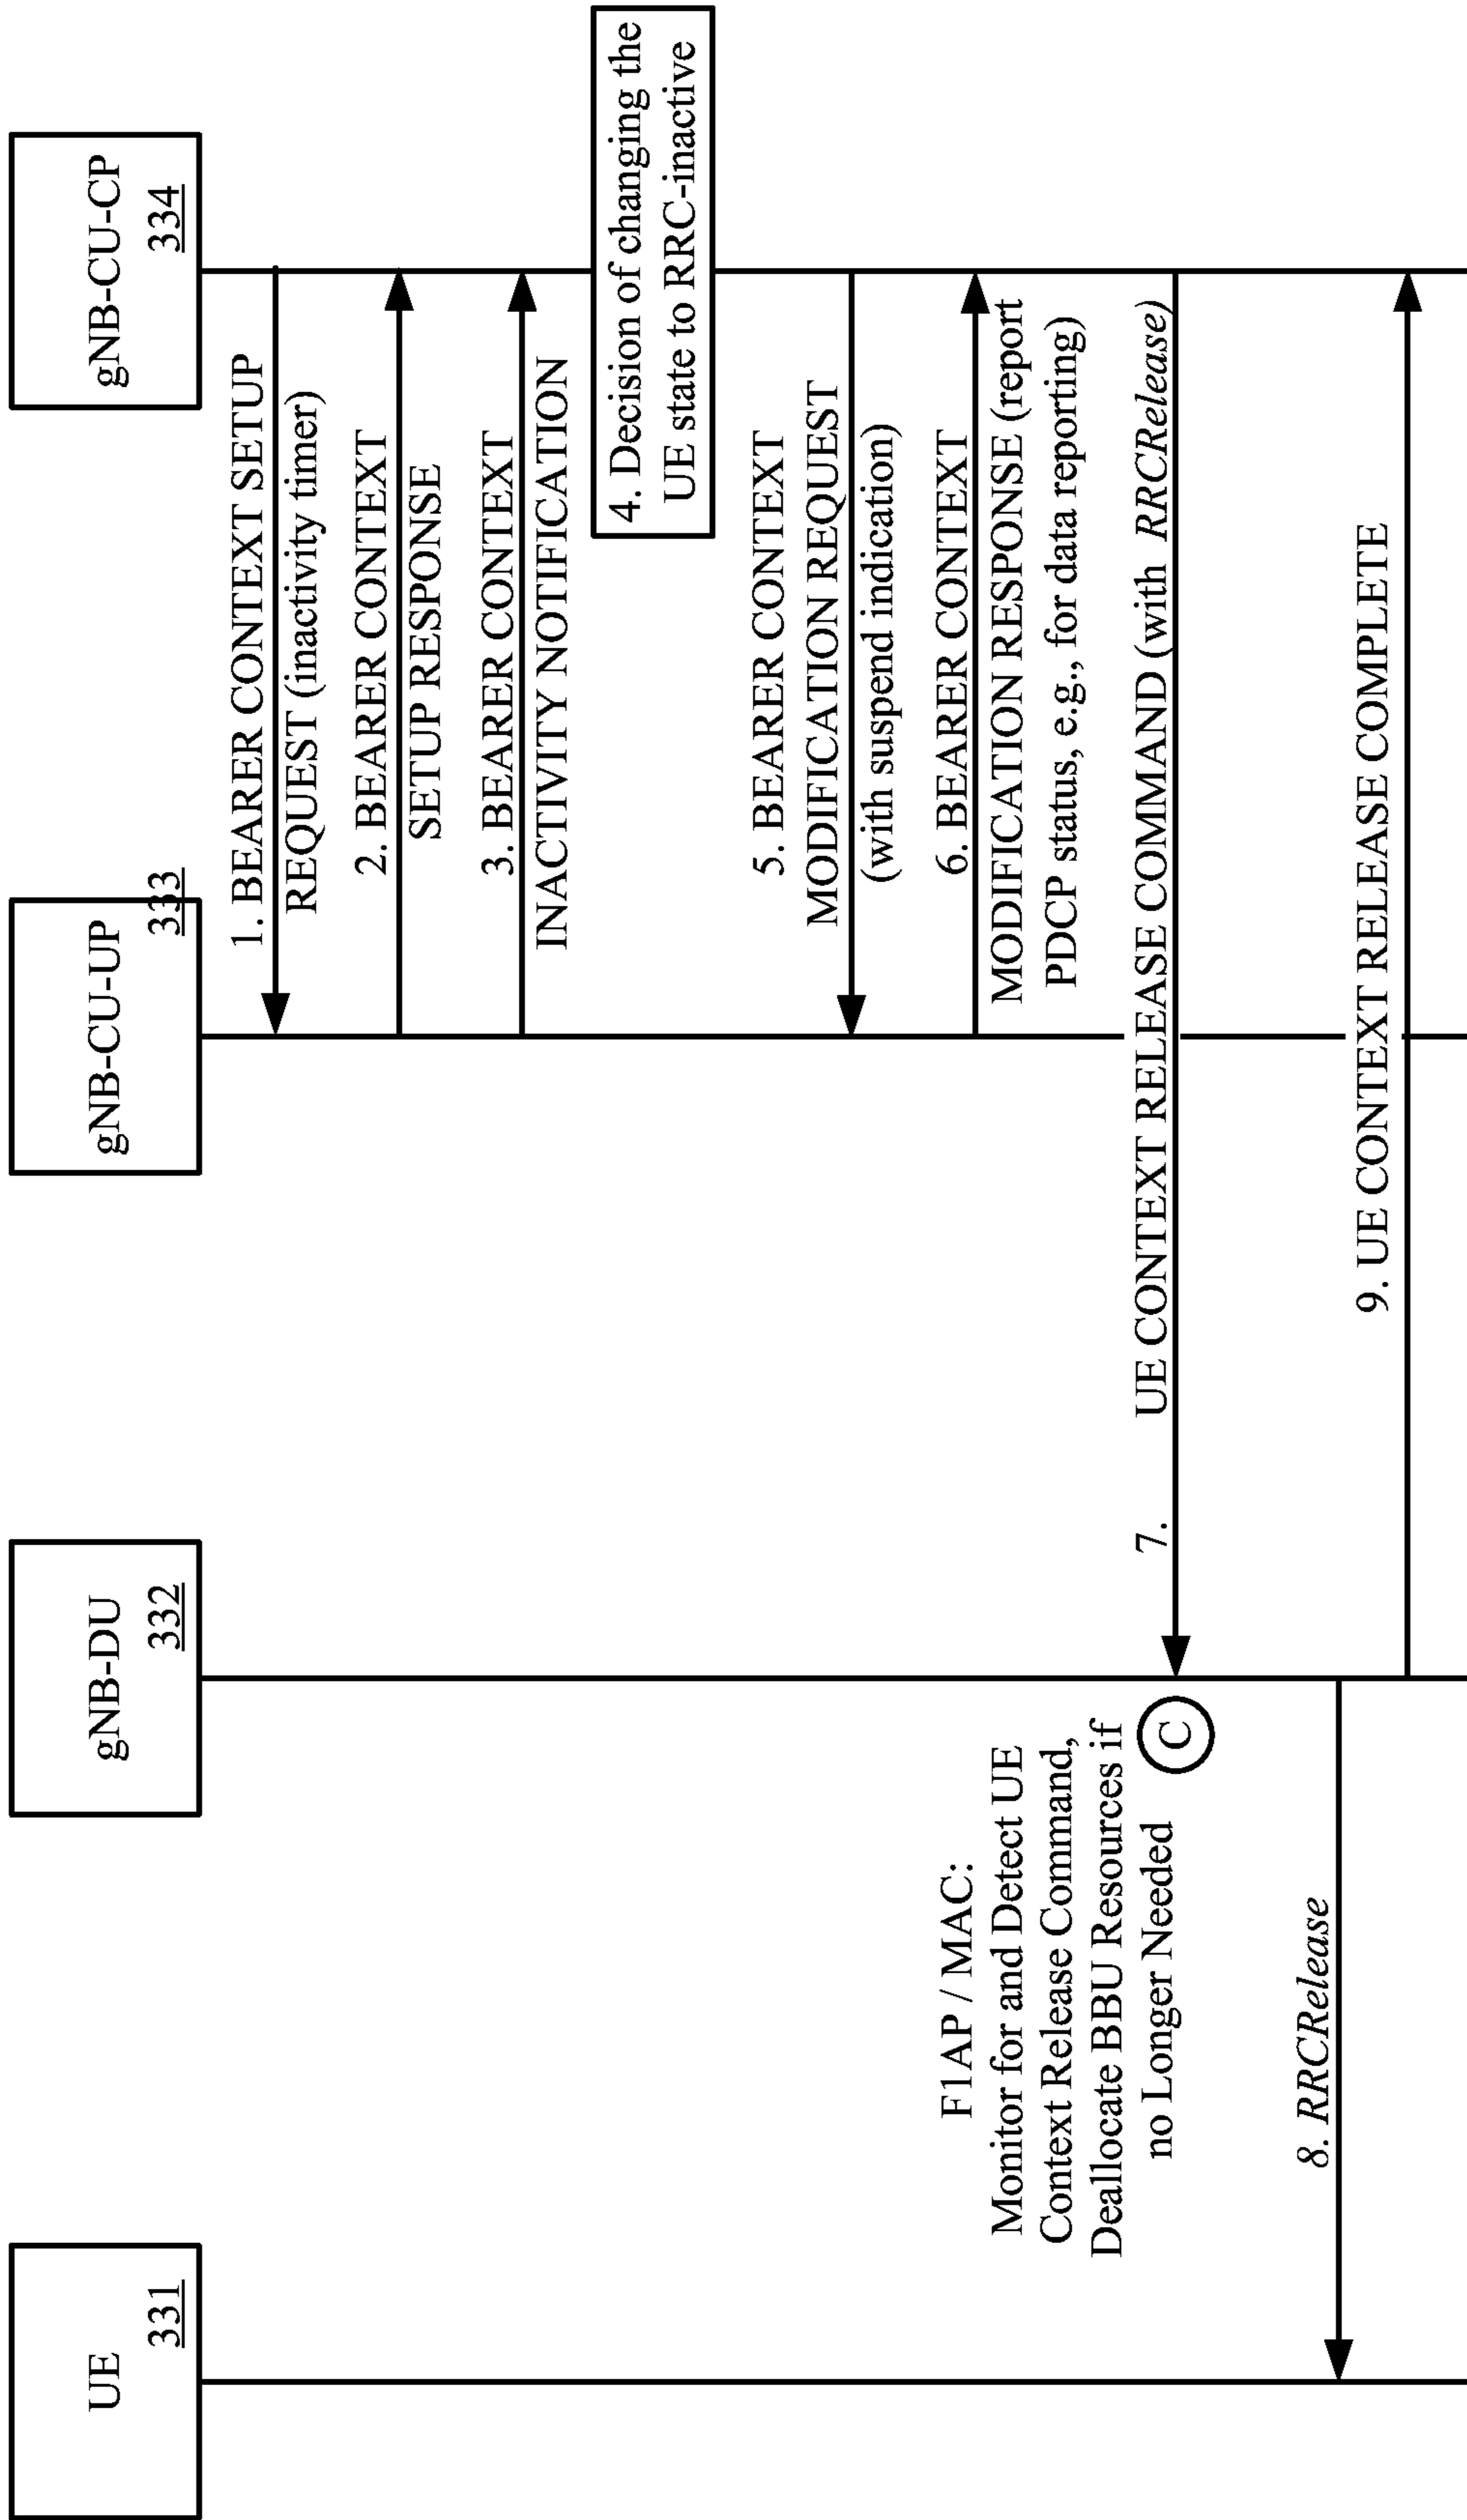 UE
331
gNB-DU
332
gNB-CU-UP
333
gNB-CU-CP
334
1. BEARER CONTEXT SETUP
REQUEST (inactivity timer)
2. BEARER CONTEXT
SETUP RESPONSE
3. BEARER CONTEXT
INACTIVITY NOTIFICATION
4. Decision of changing the
UE state to RRC-inactive
5. BEARER CONTEXT
MODIFICATION REQUEST
(with suspend indication)
6. BEARER CONTEXT
MODIFICATION RESPONSE (report
PDCP status, e.g., for data reporting)
7. UE CONTEXT RELEASE COMMAND (with RRCRelease)
F1AP / MAC:
Monitor for and Detect UE
Context Release Command,
Deallocate BBU Resources if
no Longer Needed
C
8. RRCRelease
9. UE CONTEXT RELEASE COMPLETE